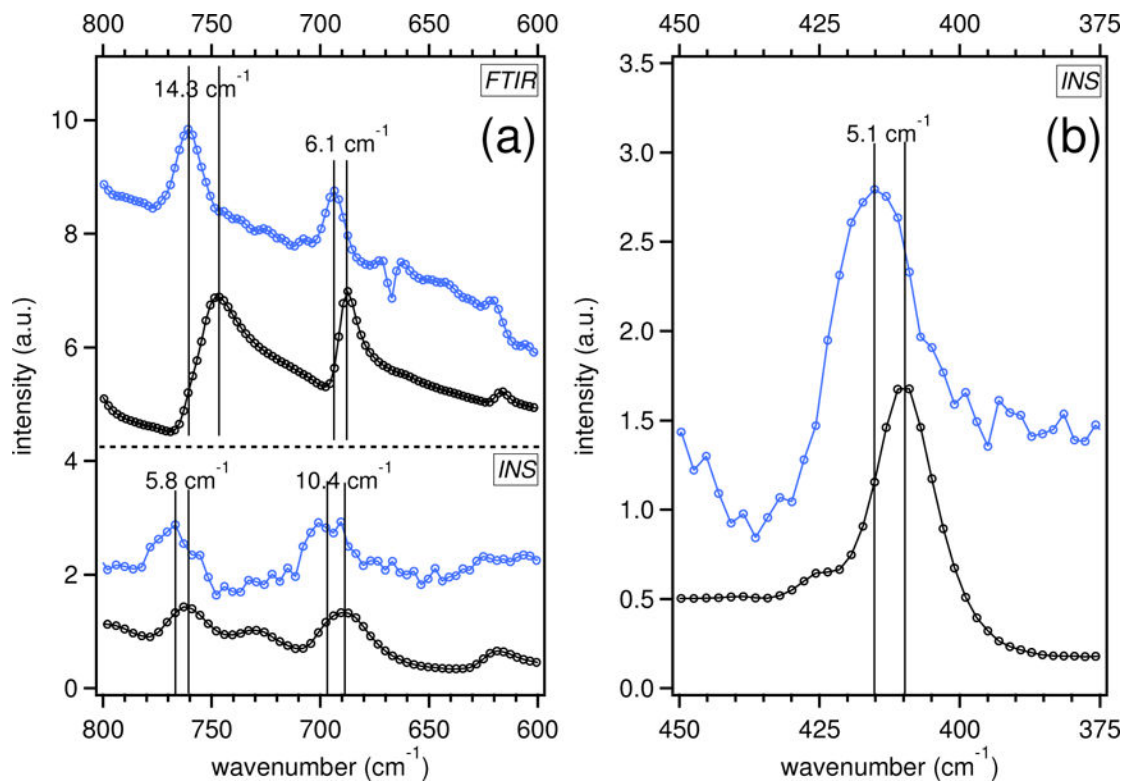 800 750 700 650 600
FTIR
(a)
14.3 cm⁻¹
6.1 cm⁻¹
10
8
6
4
2
0
intensity (a.u.)
INS
5.8 cm⁻¹
10.4 cm⁻¹
800 750 700 650 600
wavenumber (cm⁻¹)
450 425 400 375
INS
(b)
5.1 cm⁻¹
3.5
3.0
2.5
2.0
1.5
1.0
0.5
0.0
intensity (a.u.)
450 425 400 375
wavenumber (cm⁻¹)